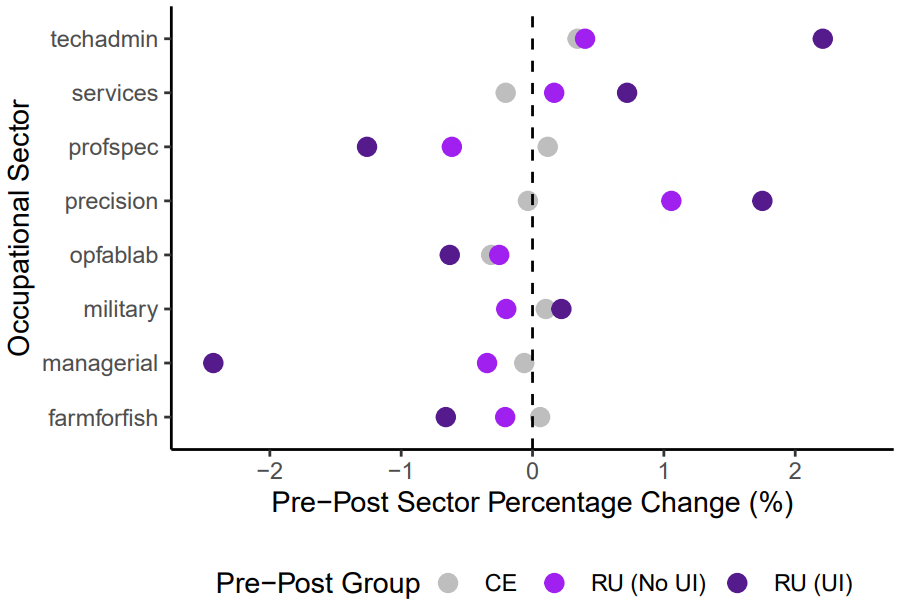 Occupational Sector
techadmin
services
profspec
precision
opfablab
military
managerial
farmforfish
−2 −1 0 1 2
Pre−Post Sector Percentage Change (%)
Pre−Post Group CE RU (No UI) RU (UI)